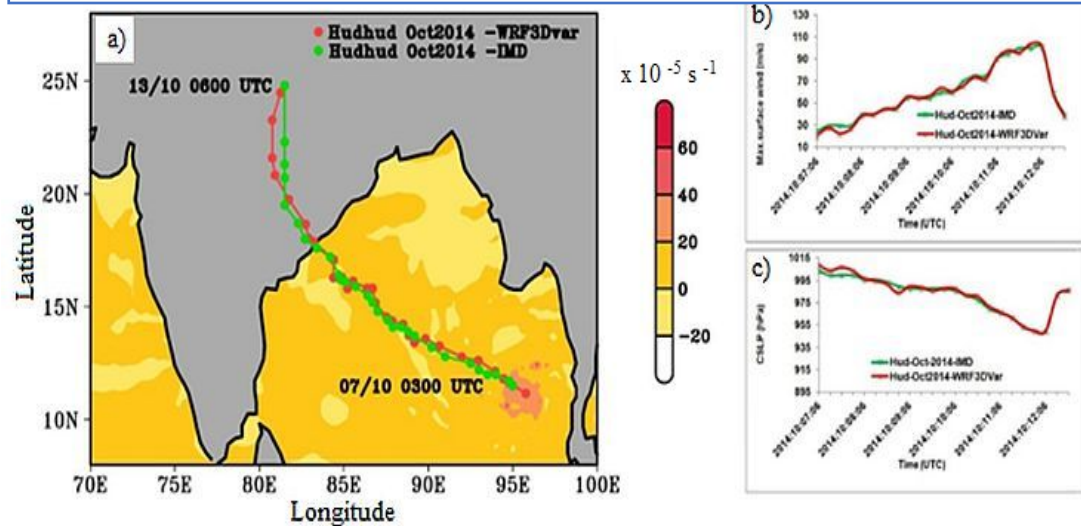 a)
Hudhud Oct2014 -WRF3Dvar
Hudhud Oct2014 -IMD
13/10 0600 UTC
07/10 0300 UTC
25N
20N
15N
10N
Latitude
70E 75E 80E 85E 90E 95E 100E
Longitude
x 10 -5 s -1
60
40
20
0
-20
b)
130
110
90
70
50
30
10
Max.surface wind (m/s)
Hud-Oct2014-IMD
Hud-Oct2014-WRF3DVar
2014:10:07:06
2014:10:08:06
2014:10:09:06
2014:10:10:06
2014:10:11:06
2014:10:12:06
Time (UTC)
c)
1015
995
975
955
935
915
895
CSLP (hPa)
Hud-Oct-2014-IMD
Hud-Oct2014-WRF3DVar
2014:10:07:06
2014:10:08:06
2014:10:09:06
2014:10:10:06
2014:10:11:06
2014:10:12:06
Time (UTC)